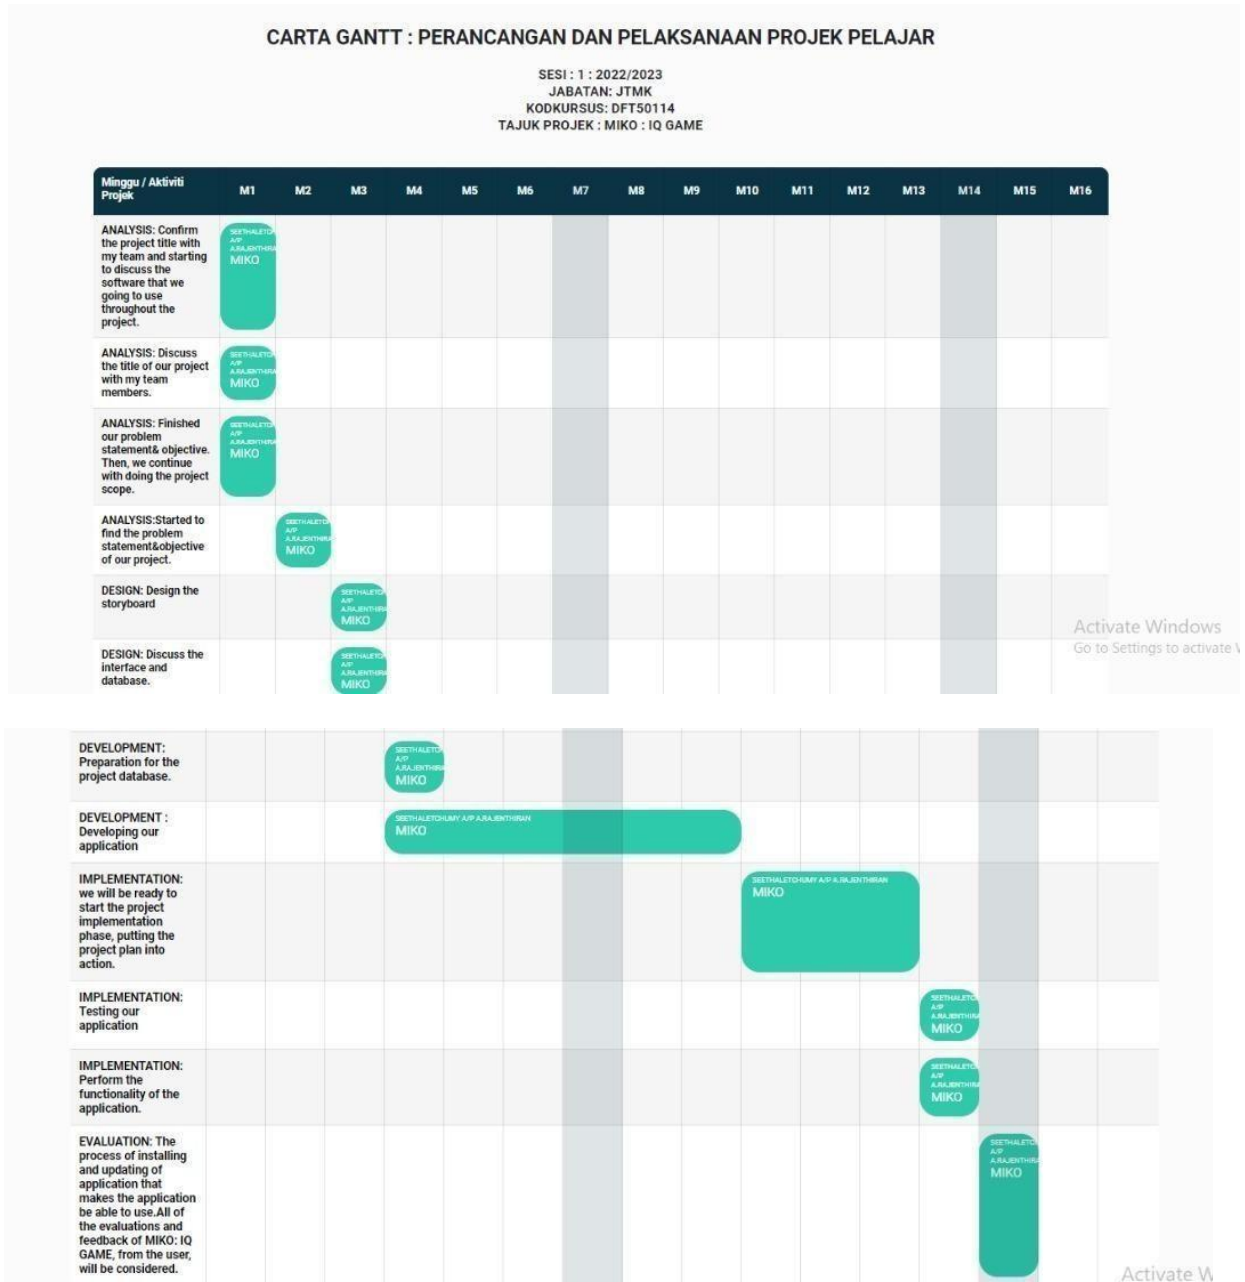 CARTA GANTT : PERANCANGAN DAN PELAKSANAAN PROJEK PELAJAR
SESI : 1 : 2022/2023
JABATAN: JTMK
KODKURSUS: DFT50114
TAJUK PROJEK : MIKO : IQ GAME
Minggu / Aktiviti
Projek
M1 M2 M3 M4 M5 M6 M7 M8 M9 M10 M11 M12 M13 M14 M15 M16
ANALYSIS: Confirm
the project title with
my team and starting
to discuss the
software that we
going to use
throughout the
project.
A/P
MIKO
ANALYSIS: Discuss
the title of our project
with my team
members.
A/P
MIKO
ANALYSIS: Finished
our problem
statement& objective.
Then, we continue
with doing the project
scope.
A/P
MIKO
ANALYSIS:Started to
find the problem
statement&objective
of our project.
A/P
MIKO
DESIGN: Design the
storyboard
A/P
MIKO
DESIGN: Discuss the
interface and
database.
A/P
MIKO
Activate Windows
Go to Settings to activate
DEVELOPMENT:
Preparation for the
project database.
A/P
MIKO
DEVELOPMENT :
Developing our
application
SEETHALETCHUMY A/P A.RAJENTHIRAN
MIKO
IMPLEMENTATION:
we will be ready to
start the project
implementation
phase, putting the
project plan into
action.
SEETHALETCHUMY A/P A.RAJENTHIRAN
MIKO
IMPLEMENTATION:
Testing our
application
A/P
MIKO
IMPLEMENTATION:
Perform the
functionality of the
application.
A/P
MIKO
EVALUATION: The
process of installing
and updating of
application that
makes the application
be able to use.All of
the evaluations and
feedback of MIKO: IQ
GAME, from the user,
will be considered.
A/P
MIKO
Activate